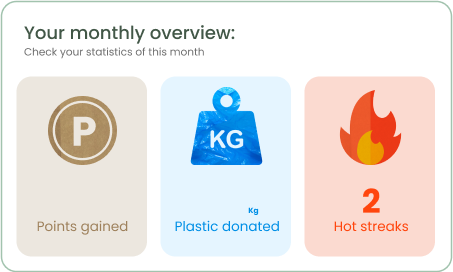 Your monthly overview:
Check your statistics of this month
P
KG
Kg
2
Points gained
Plastic donated
Hot streaks